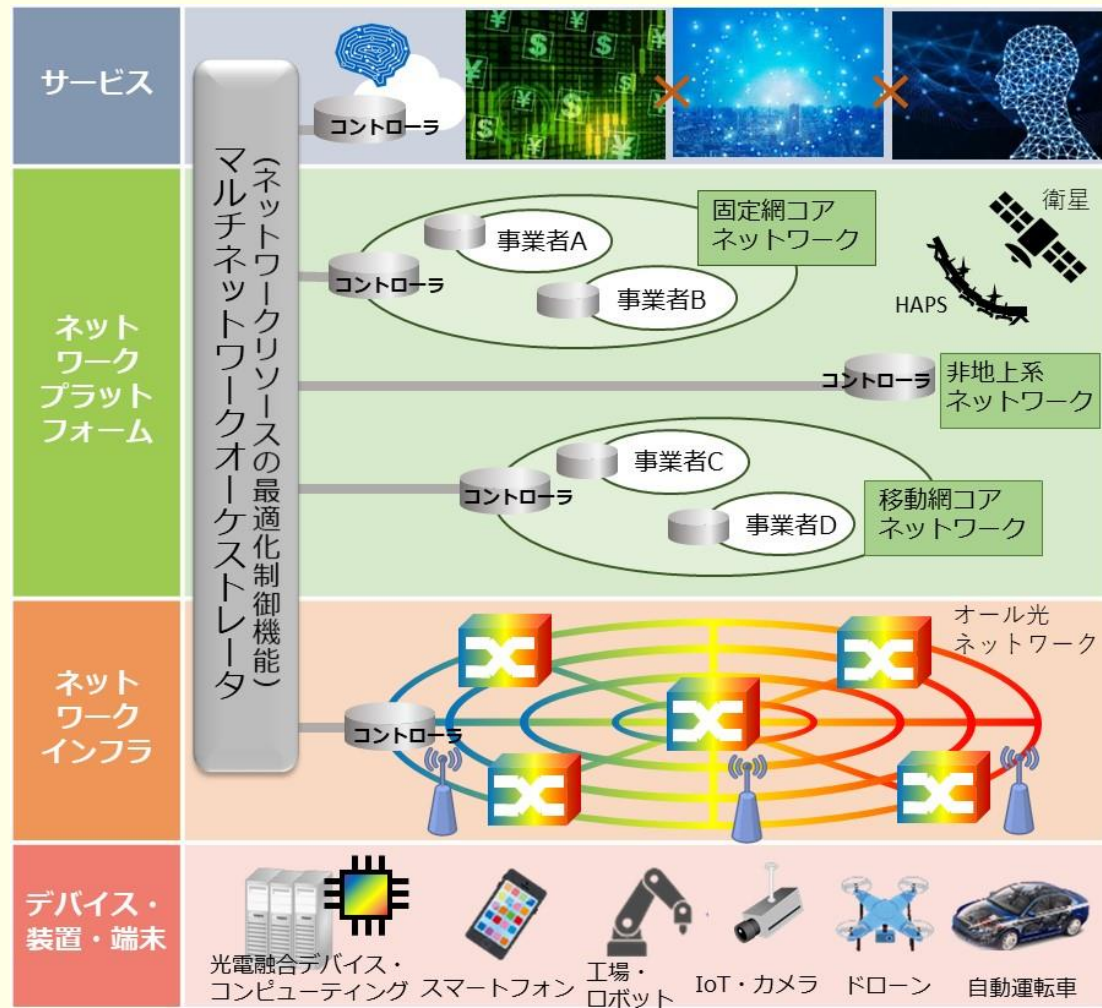 サービス
コントローラ
マルチネットワークオーケストレータ
(ネットワークリソースの最適化制御機能)
ネット
ワーク
プラット
フォーム
固定網コア
ネットワーク
事業者A
事業者B
コントローラ
衛星
HAPS
コントローラ
非地上系
ネットワーク
事業者C
コントローラ
事業者D
移動網コア
ネットワーク
ネット
ワーク
インフラ
オール光
ネットワーク
コントローラ
デバイス・
装置・端末
光電融合デバイス・
コンピューティング
スマートフォン
工場・
ロボット
IoT・カメラ
ドローン
自動運転車